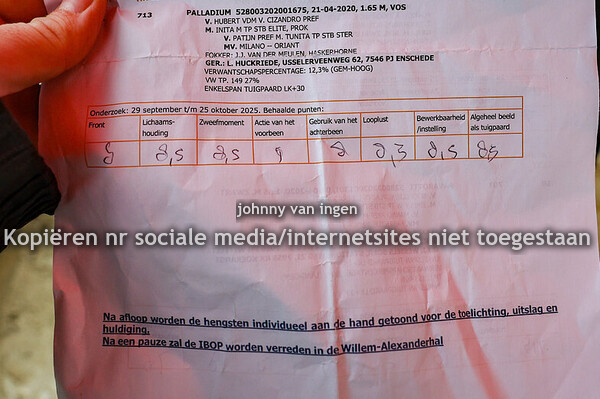 713 PALLADIUM 528003202001675, 21-04-2020, 1.65 M, VOS
V. HUBERT VDM V. CIZANDRO PREF
M. INITA M TP STB ELITE, PROK
V. PATIJN PREF M. TUNITA TP STB STER
MV. MILANO – ORIANT
FOKKER: J.J. VAN DER MEULEN, HASKERHORNE
GER.: L. HUCKRIEDE, USSELERVEENWEG 62, 7546 PJ ENSCHEDE
VERWANTSCHAPSPERCENTAGE: 12,3% (GEM-HOOG)
VW TP. 149 27%
ENKELSPAN TUIGPAARD LK+30
Onderzoek: 29 september t/m 25 oktober 2025. Behaalde punten:
Front Lichaams-houding Zweefmoment Actie van het voorbeen Gebruik van het achterbeen Looplust Bewerkbaarheid /instelling Algeheel beeld als tuigpaard
8,5 8,5 8 8,5 8,5 8,5
johnny van ingen
Kopiëren nr sociale media/internetsites niet toegestaan
Na afloop worden de hengsten individueel aan de hand getoond voor de toelichting, uitslag en
huldiging.
Na een pauze zal de IBOP worden verreden in de Willem-Alexanderhal